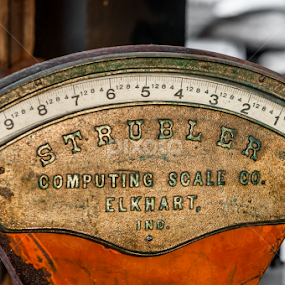 9 8 7 6 5 4 3 2 1
STRUBLER
COMPUTING SCALE CO.
ELKHART,
IND.